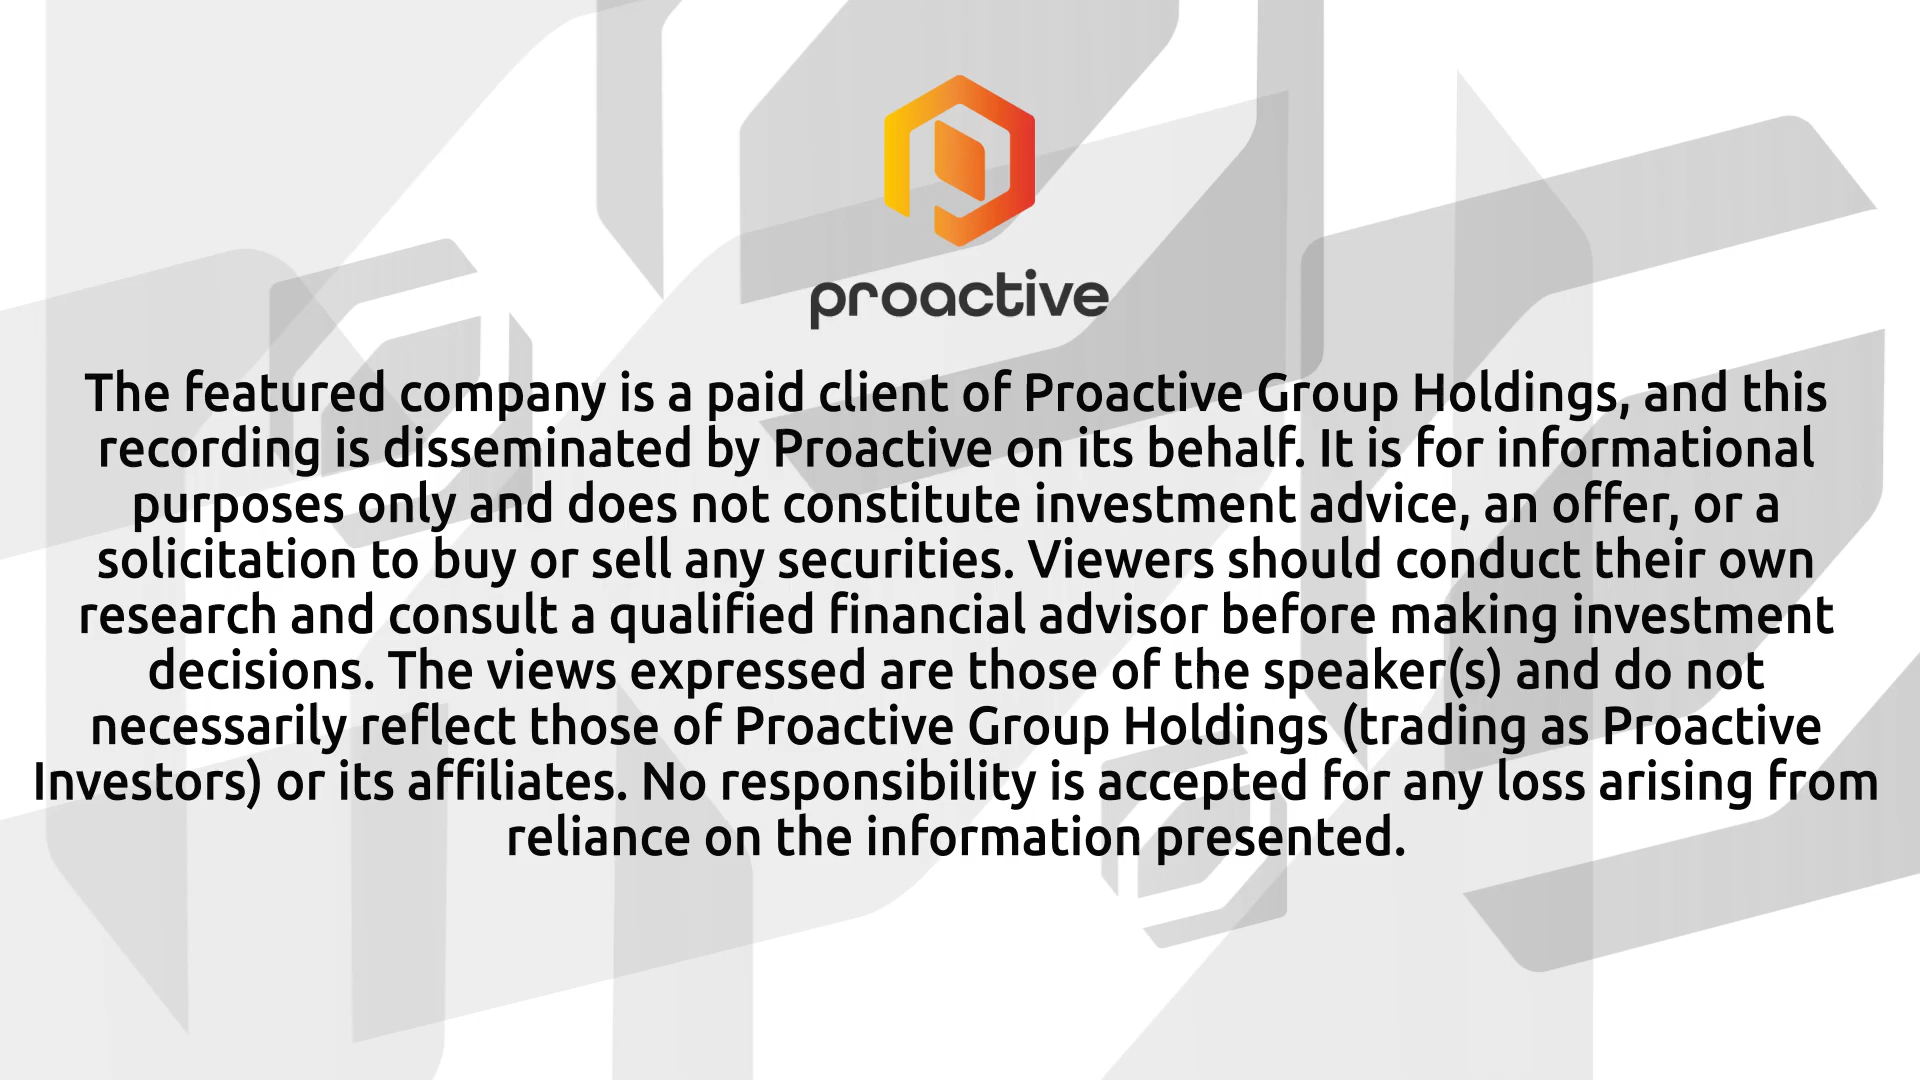 proactive
The featured company is a paid client of Proactive Group Holdings, and this
recording is disseminated by Proactive on its behalf. It is for informational
purposes only and does not constitute investment advice, an offer, or a
solicitation to buy or sell any securities. Viewers should conduct their own
research and consult a qualified financial advisor before making investment
decisions. The views expressed are those of the speaker(s) and do not
necessarily reflect those of Proactive Group Holdings (trading as Proactive
Investors) or its affiliates. No responsibility is accepted for any loss arising from
reliance on the information presented.